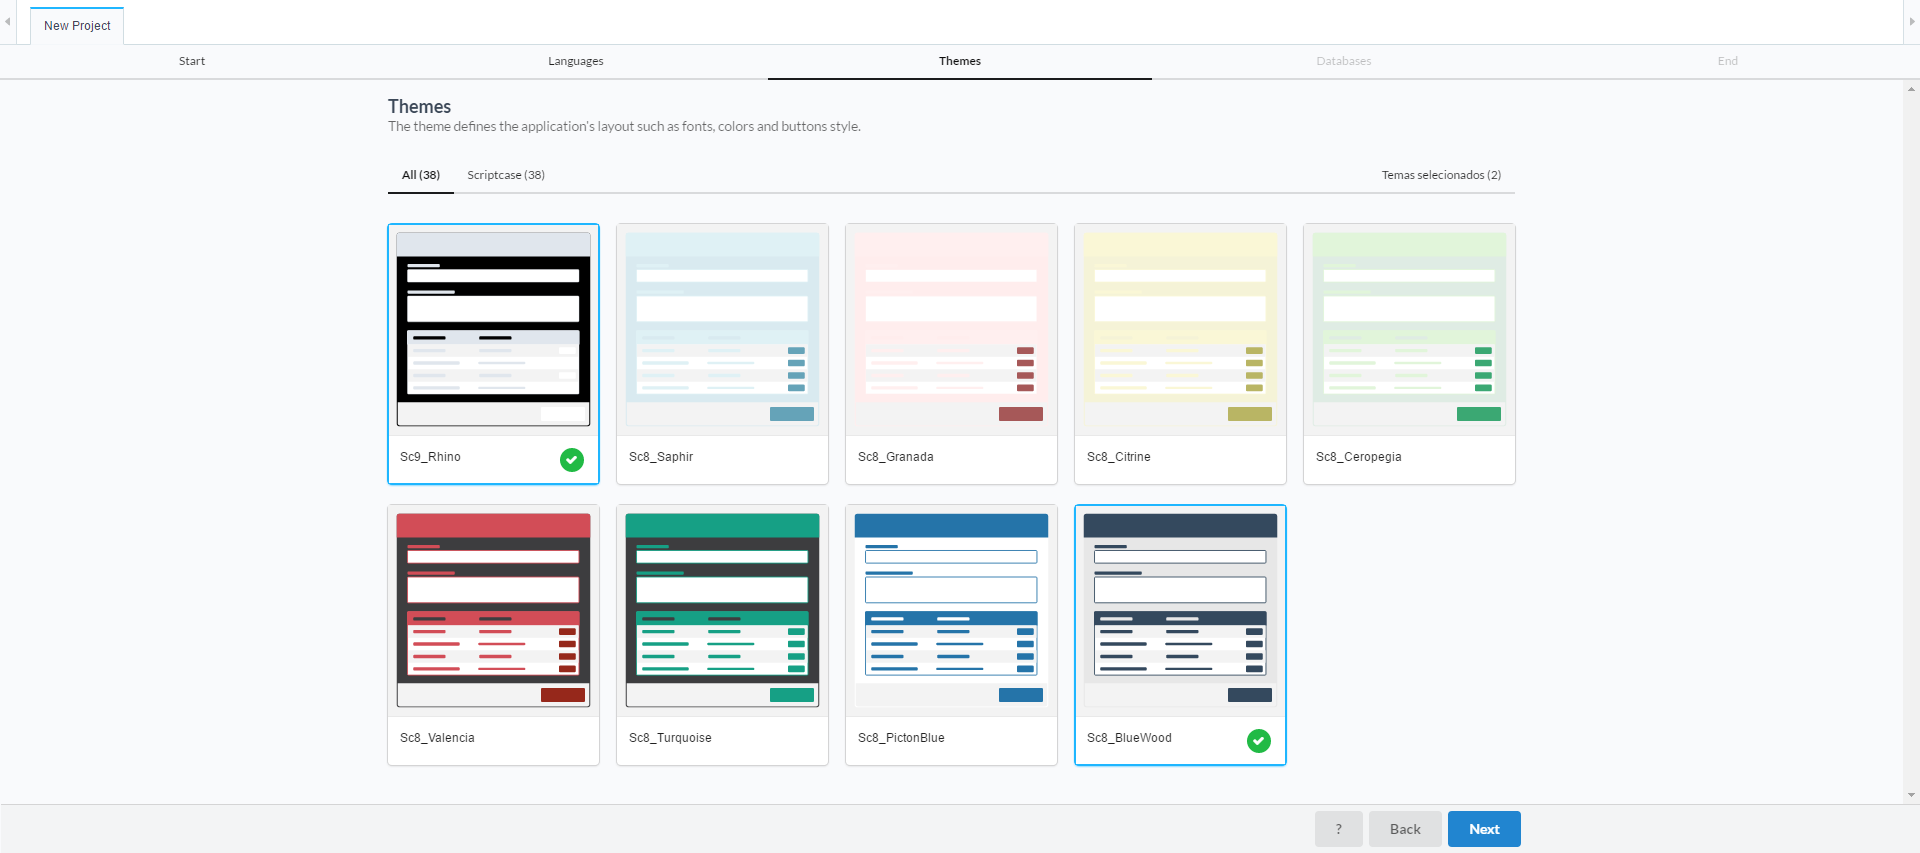 New Project
Start Languages Themes Databases End
Themes
The theme defines the application's layout such as fonts, colors and buttons style.
All (38) Scriptcase (38) Temas selecionados (2)
Sc9_Rhino Sc8_Saphir Sc8_Granada Sc8_Citrine Sc8_Ceropegia
Sc8_Valencia Sc8_Turquoise Sc8_PictonBlue Sc8_BlueWood
? Back Next